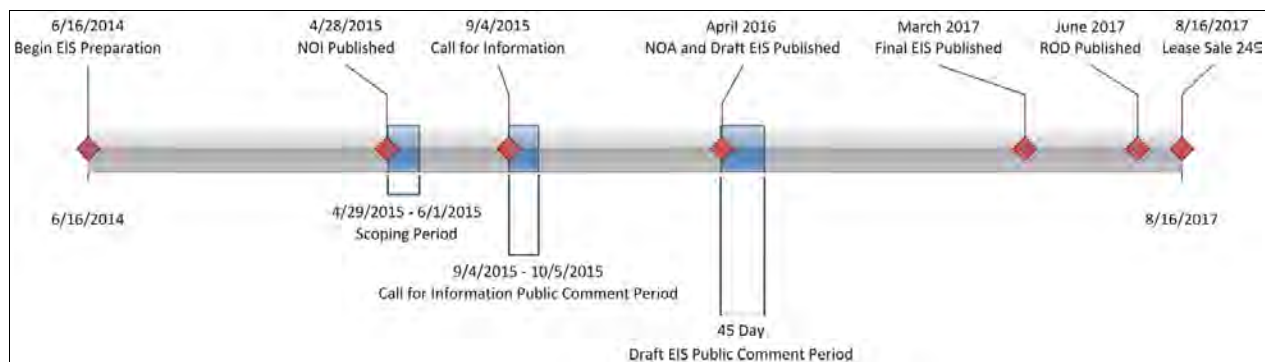 6/16/2014
Begin EIS Preparation
4/28/2015
NOI Published
9/4/2015
Call for Information
April 2016
NOA and Draft EIS Published
March 2017
Final EIS Published
June 2017
ROD Published
8/16/2017
Lease Sale 249
6/16/2014
4/29/2015 - 6/1/2015
Scoping Period
8/16/2017
9/4/2015 - 10/5/2015
Call for Information Public Comment Period
45 Day
Draft EIS Public Comment Period